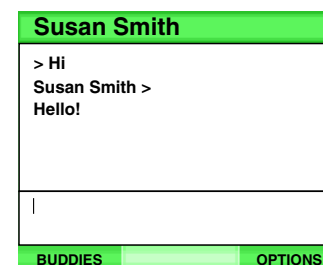 Susan Smith
> Hi
Susan Smith >
Hello!
BUDDIES OPTIONS